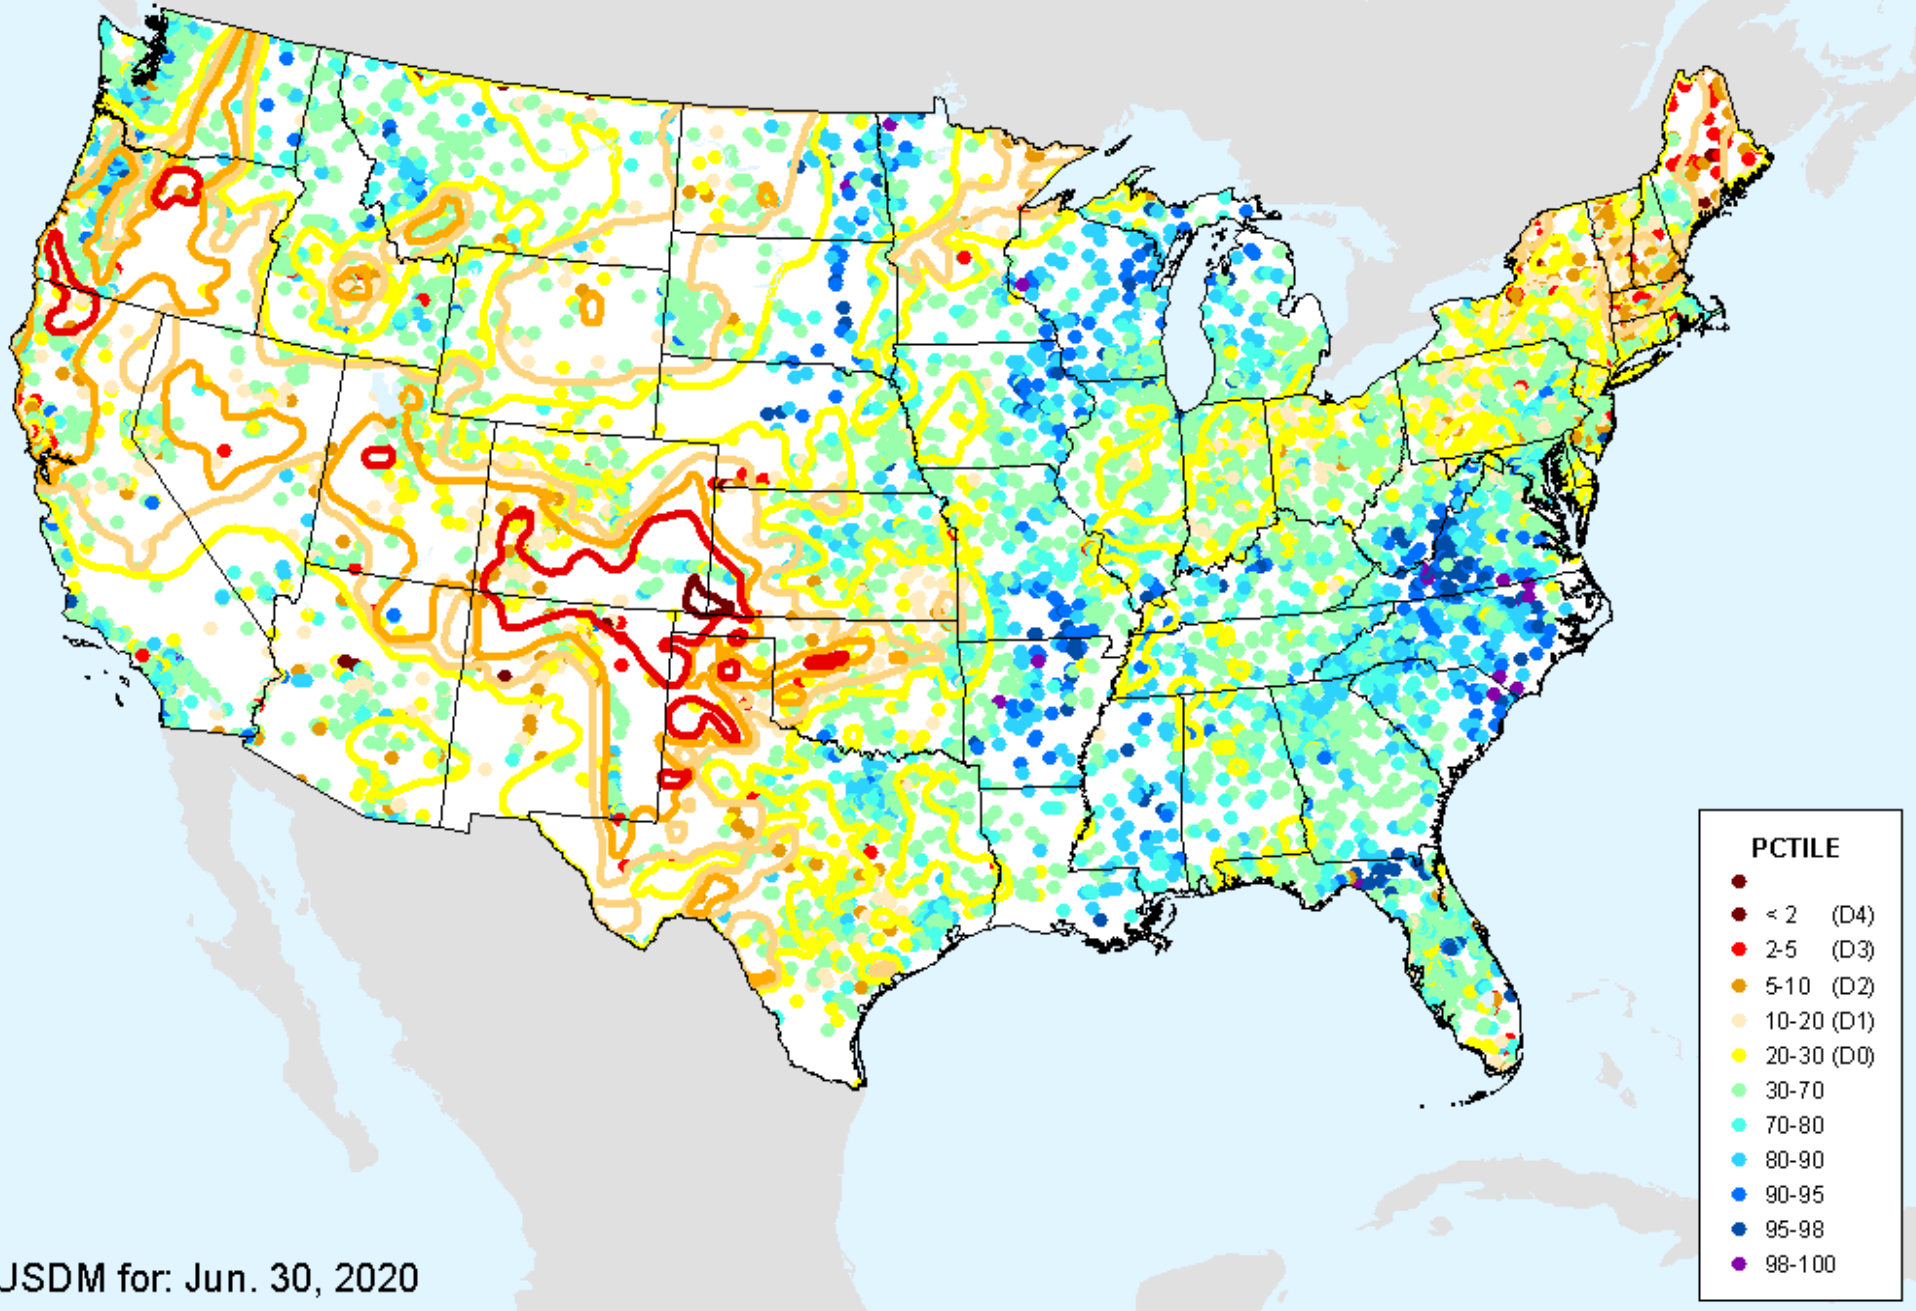 PCTILE
< 2 (D4)
2-5 (D3)
5-10 (D2)
10-20 (D1)
20-30 (D0)
30-70
70-80
80-90
90-95
95-98
98-100
USDM for: Jun. 30, 2020